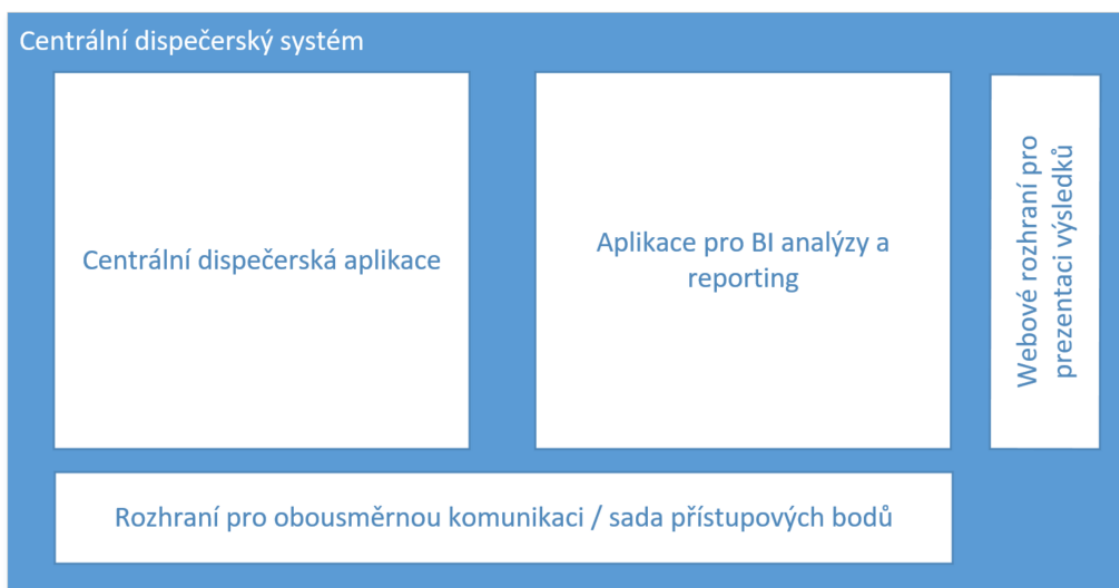 Centrální dispečerský systém
Centrální dispečerská aplikace
Aplikace pro BI analýzy a
reporting
Webové rozhraní pro
prezentaci výsledků
Rozhraní pro obousměrnou komunikaci / sada přístupových bodů